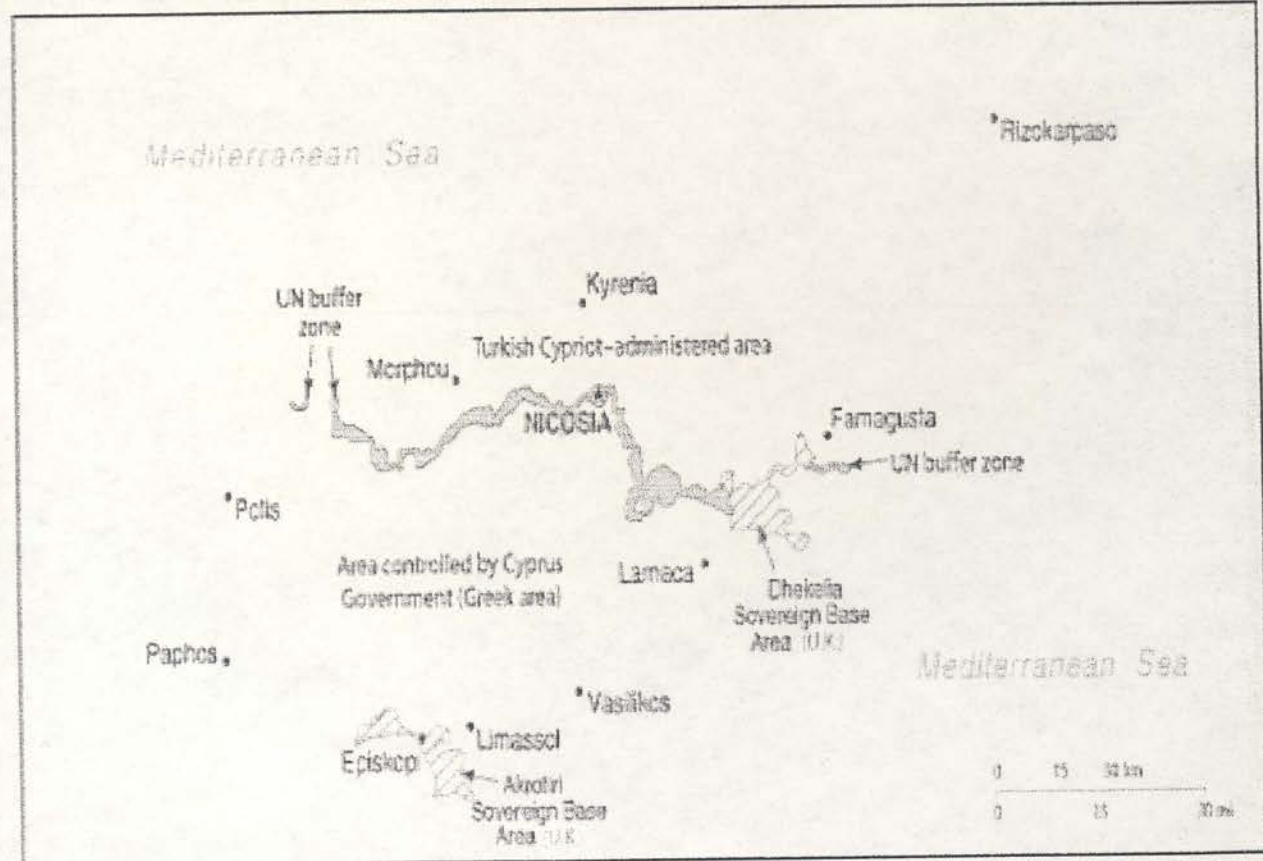 Mediterranean Sea
Rizokarpaso
Kyrenia
UN buffer
zone
Turkish Cypriot-administered area
Morphou
NICOSIA
Famagusta
UN buffer zone
Polis
Area controlled by Cyprus
Government (Greek area)
Larnaca
Dhekelia
Sovereign Base
Area (U.K.)
Paphos
Mediterranean Sea
Vasilikos
Limassol
Episkopi
Akrotiri
Sovereign Base
Area (U.K.
0 15 30 km
0 15 30 mi